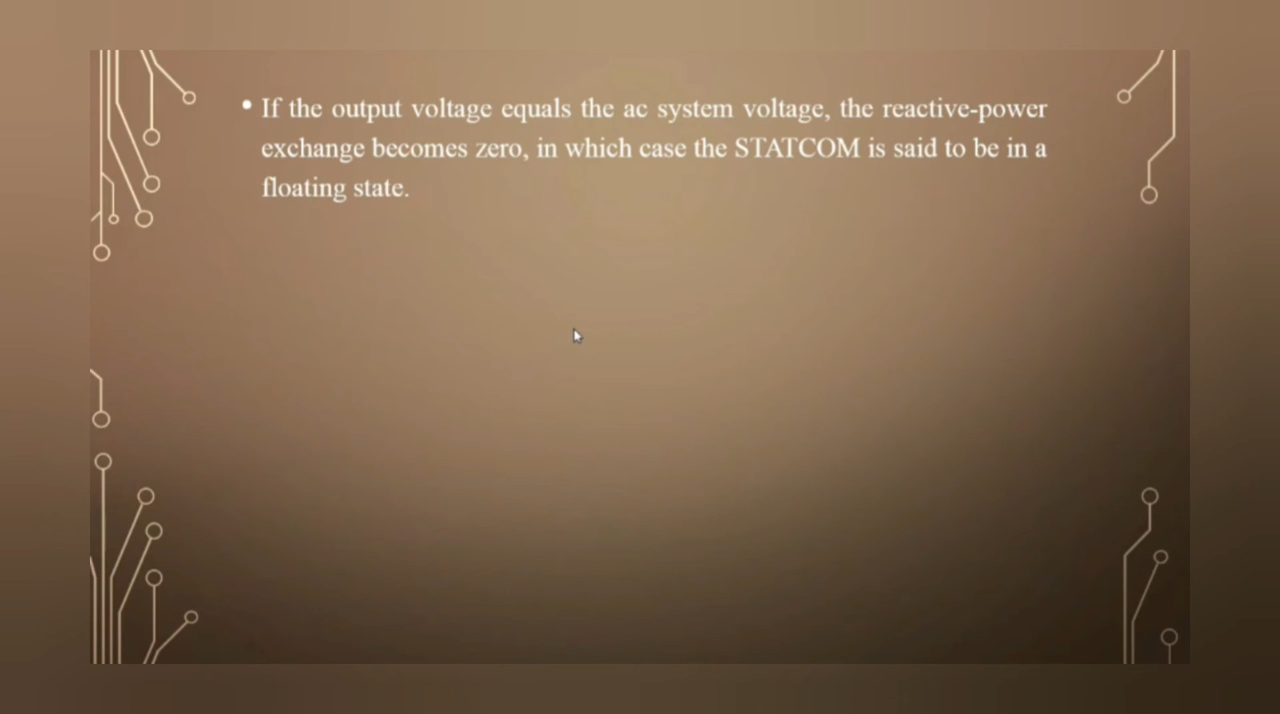 • If the output voltage equals the ac system voltage, the reactive-power
exchange becomes zero, in which case the STATCOM is said to be in a
floating state.